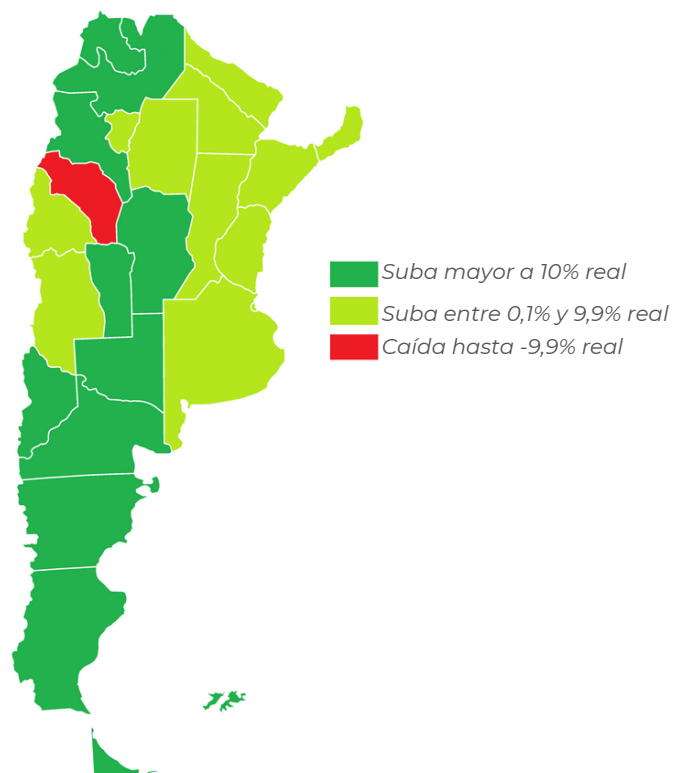 Suba mayor a 10% real
Suba entre 0,1% y 9,9% real
Caída hasta -9,9% real